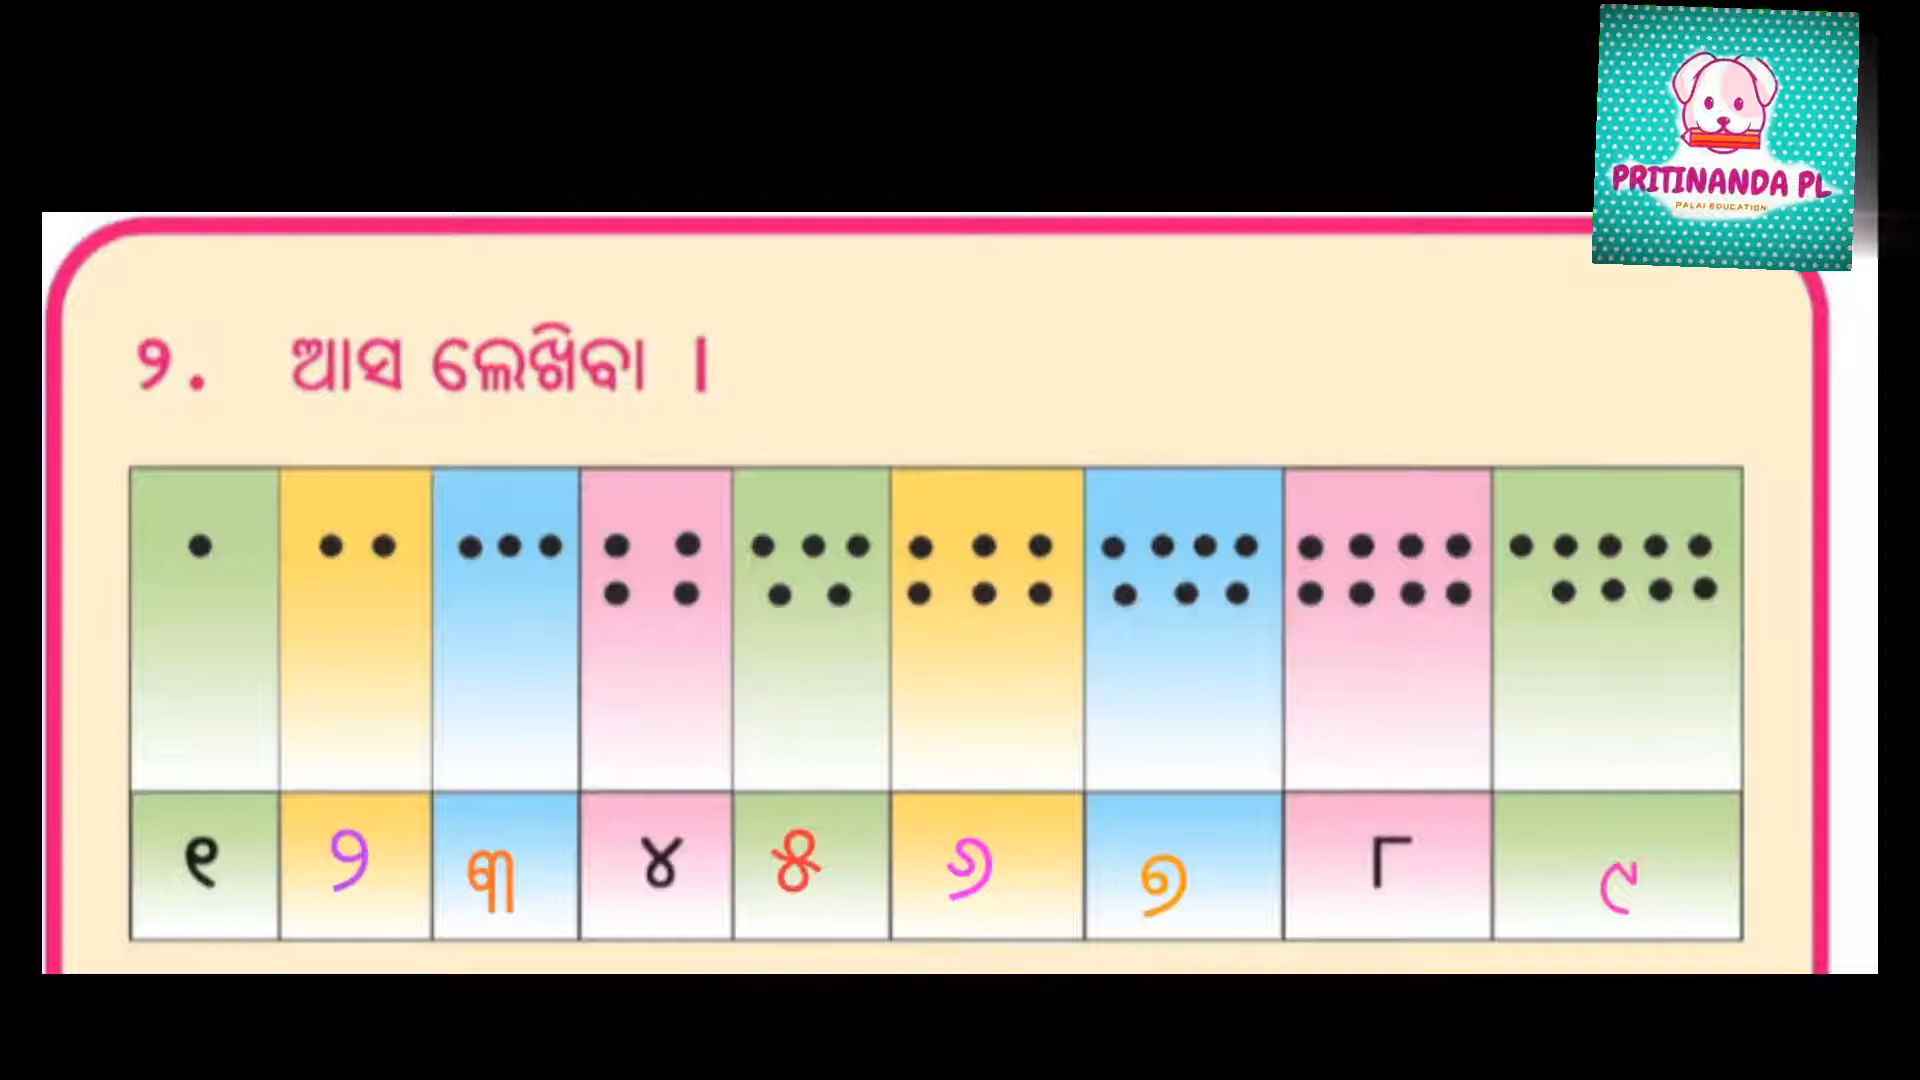 PRITINANDA PL
PALAI EDUCATION
୨. ଆସ ଲେଖିବା ।
୧ ୨ ୩ ୪ ୫ ୬ ୭ ୮ ୯